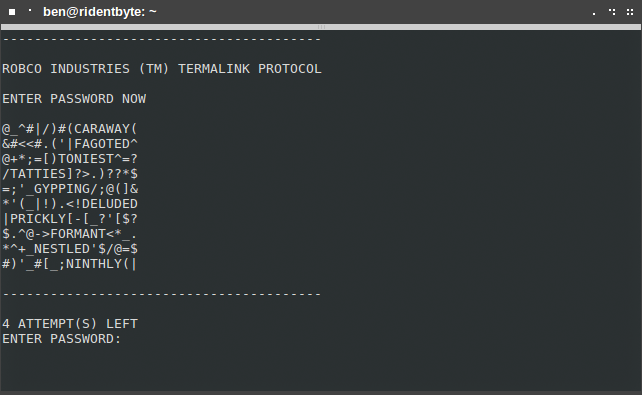 ben@ridentbyte: ~
----------------------------------------
ROBCO INDUSTRIES (TM) TERMALINK PROTOCOL
ENTER PASSWORD NOW
@_^#|/)#(CARAWAY(
&#<<#.('|FAGOTED^
@+*;=[)TONIEST^=?
/TATTIES]?>.)??*$
=;'_GYPPING/;@(]&
*'(_|!).<!DELUDED
|PRICKLY[-[_?'[$?
$.^@->FORMANT<*_.
*^+_NESTLED'$/@=$
#)'_#[_;NINTHLY(|
----------------------------------------
4 ATTEMPT(S) LEFT
ENTER PASSWORD: